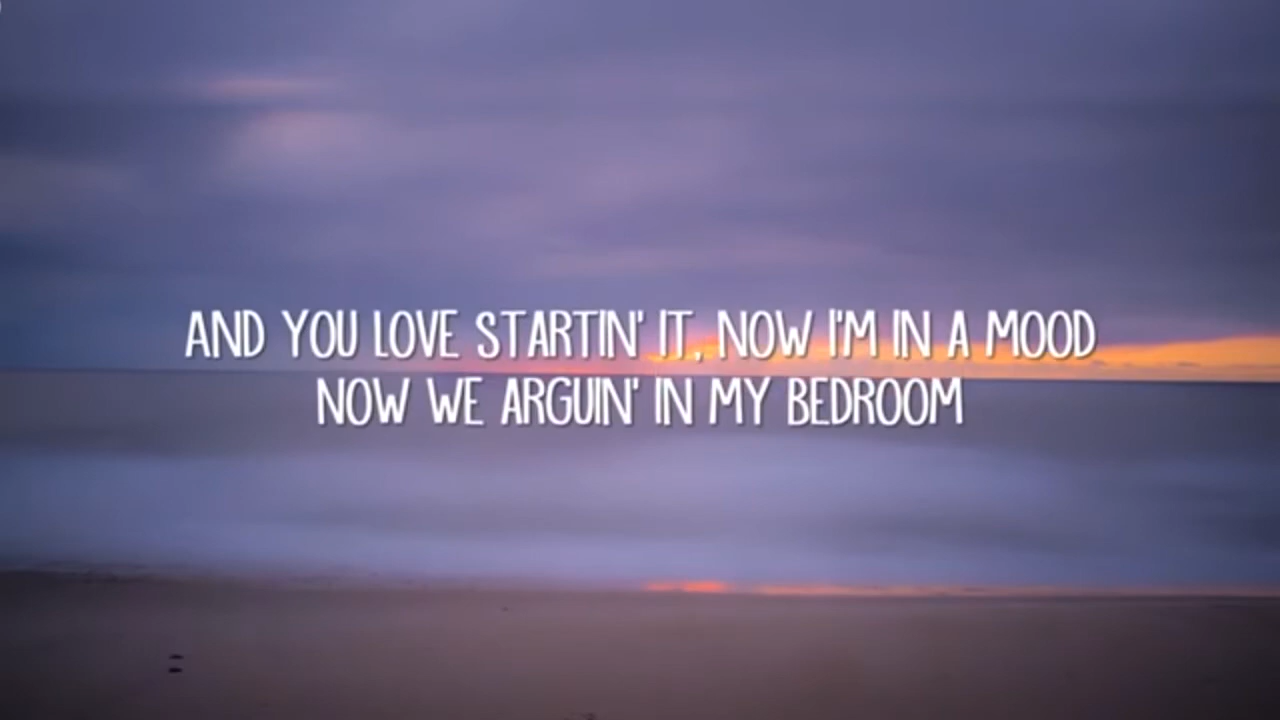 AND YOU LOVE STARTIN' IT, NOW I'M IN A MOOD
NOW WE ARGUIN' IN MY BEDROOM